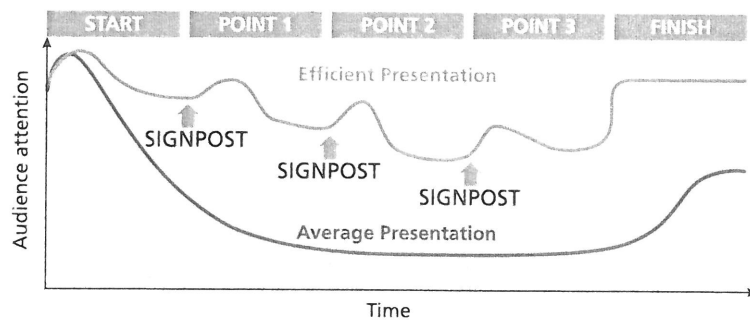 START POINT 1 POINT 2 POINT 3 FINISH
Efficient Presentation
SIGNPOST
SIGNPOST
SIGNPOST
Average Presentation
Audience attention
Time